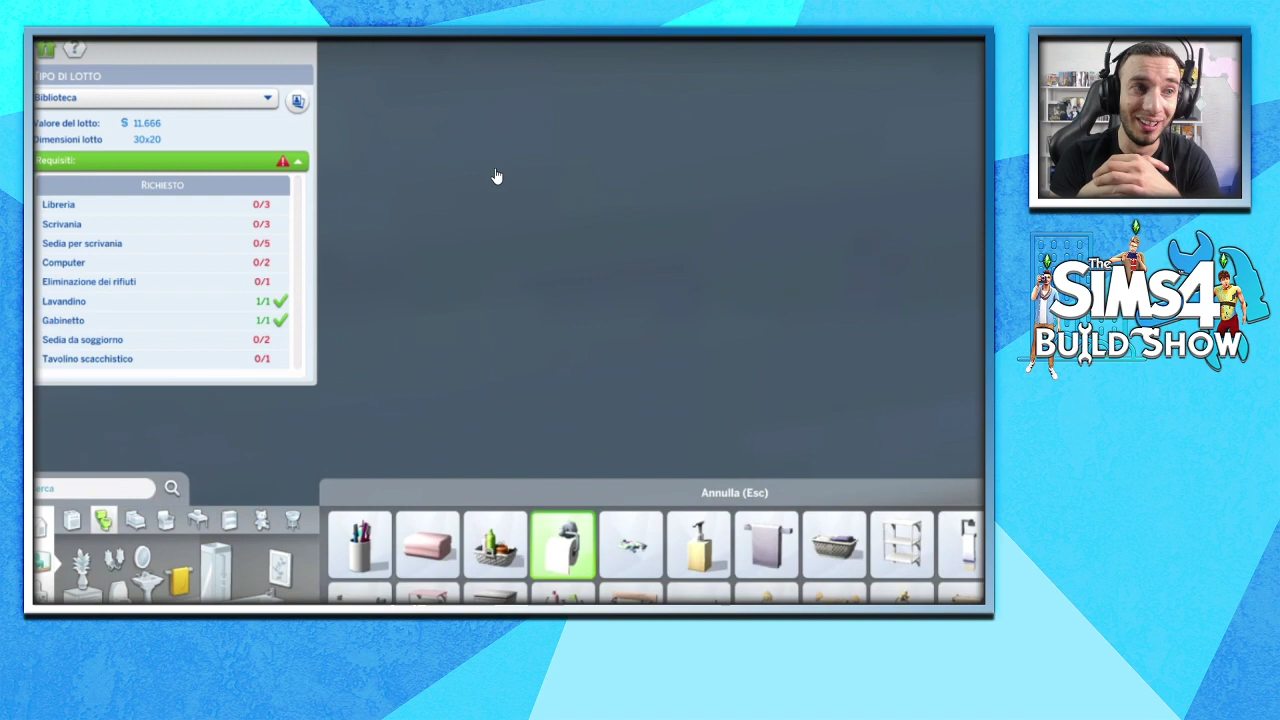 ?
TIPO DI LOTTO
Biblioteca
Valore del lotto: $ 11.666
Dimensioni lotto 30x20
Requisiti:
RICHIESTO
Libreria 0/3
Scrivania 0/3
Sedia per scrivania 0/5
Computer 0/2
Eliminazione dei rifiuti 0/1
Lavandino 1/1
Gabinetto 1/1
Sedia da soggiorno 0/2
Tavolino scacchistico 0/1
erca
Annulla (Esc)
The
SiMS4
BUILD SHOW